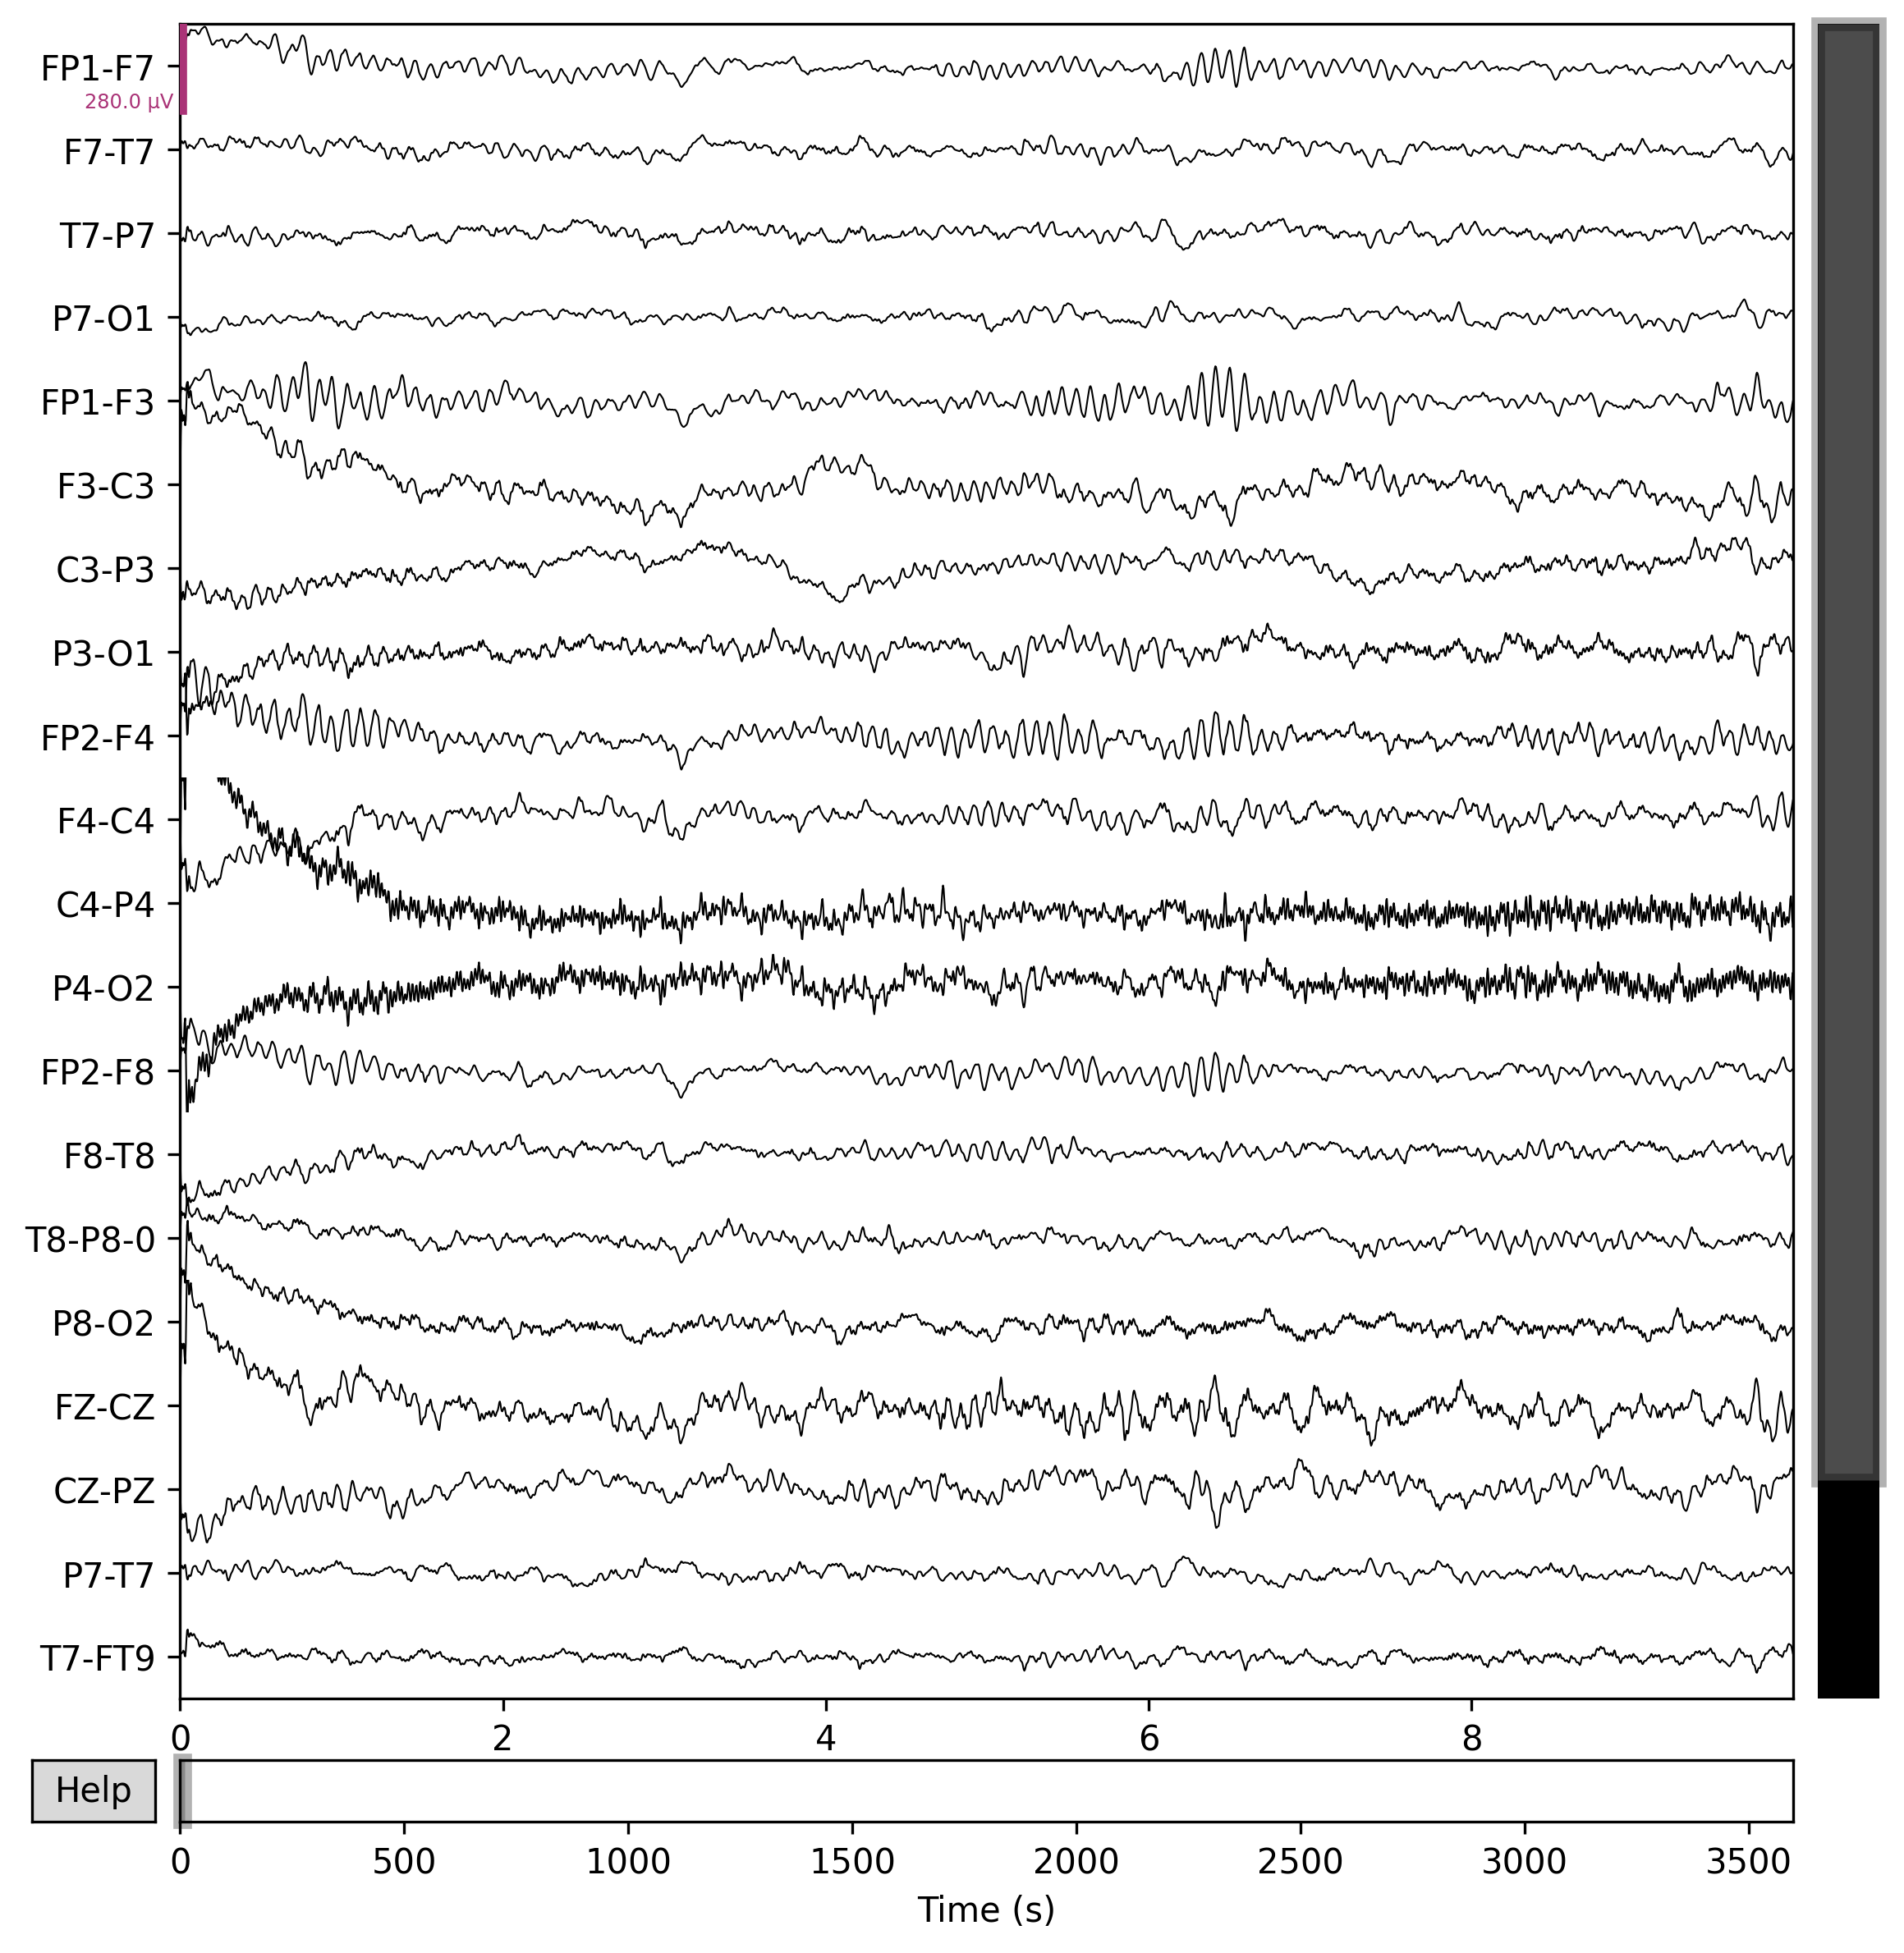 FP1-F7
280.0 µV
F7-T7
T7-P7
P7-O1
FP1-F3
F3-C3
C3-P3
P3-O1
FP2-F4
F4-C4
C4-P4
P4-O2
FP2-F8
F8-T8
T8-P8-0
P8-O2
FZ-CZ
CZ-PZ
P7-T7
T7-FT9
0 2 4 6 8
Help
0 500 1000 1500 2000 2500 3000 3500
Time (s)